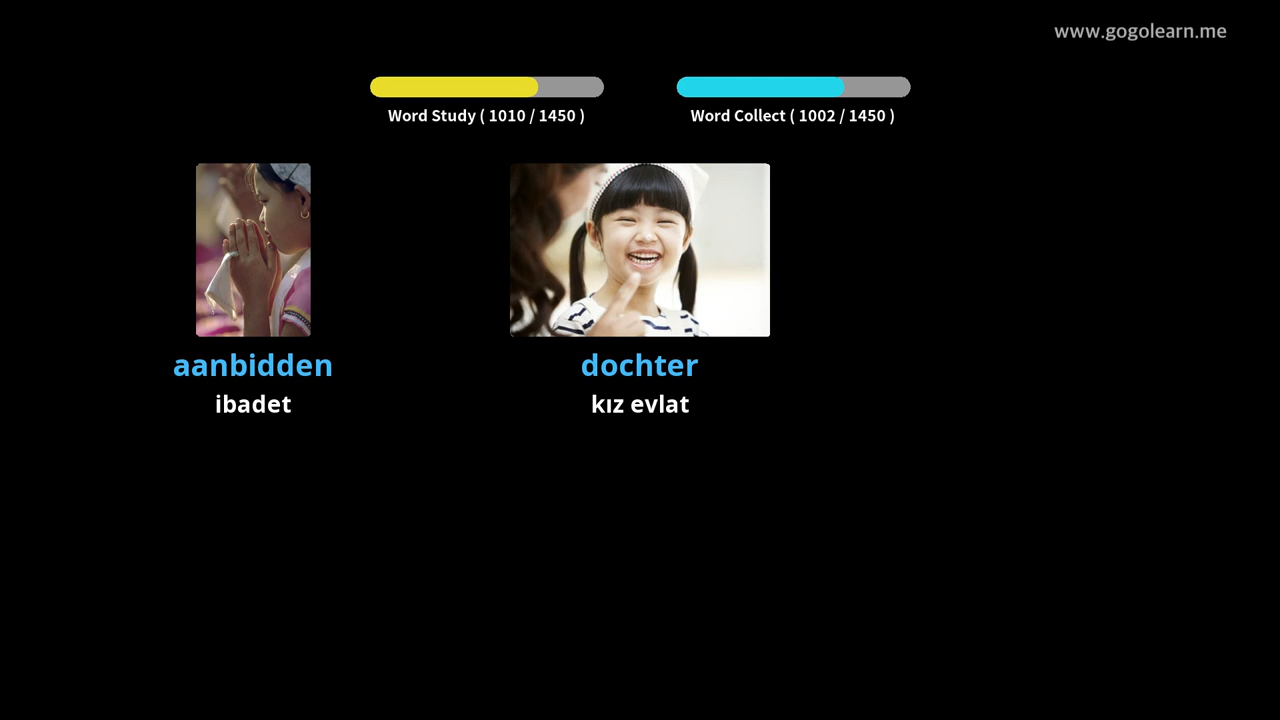 www.gogolearn.me
Word Study ( 1010 / 1450 )
Word Collect ( 1002 / 1450 )
aanbidden
ibadet
dochter
kız evlat